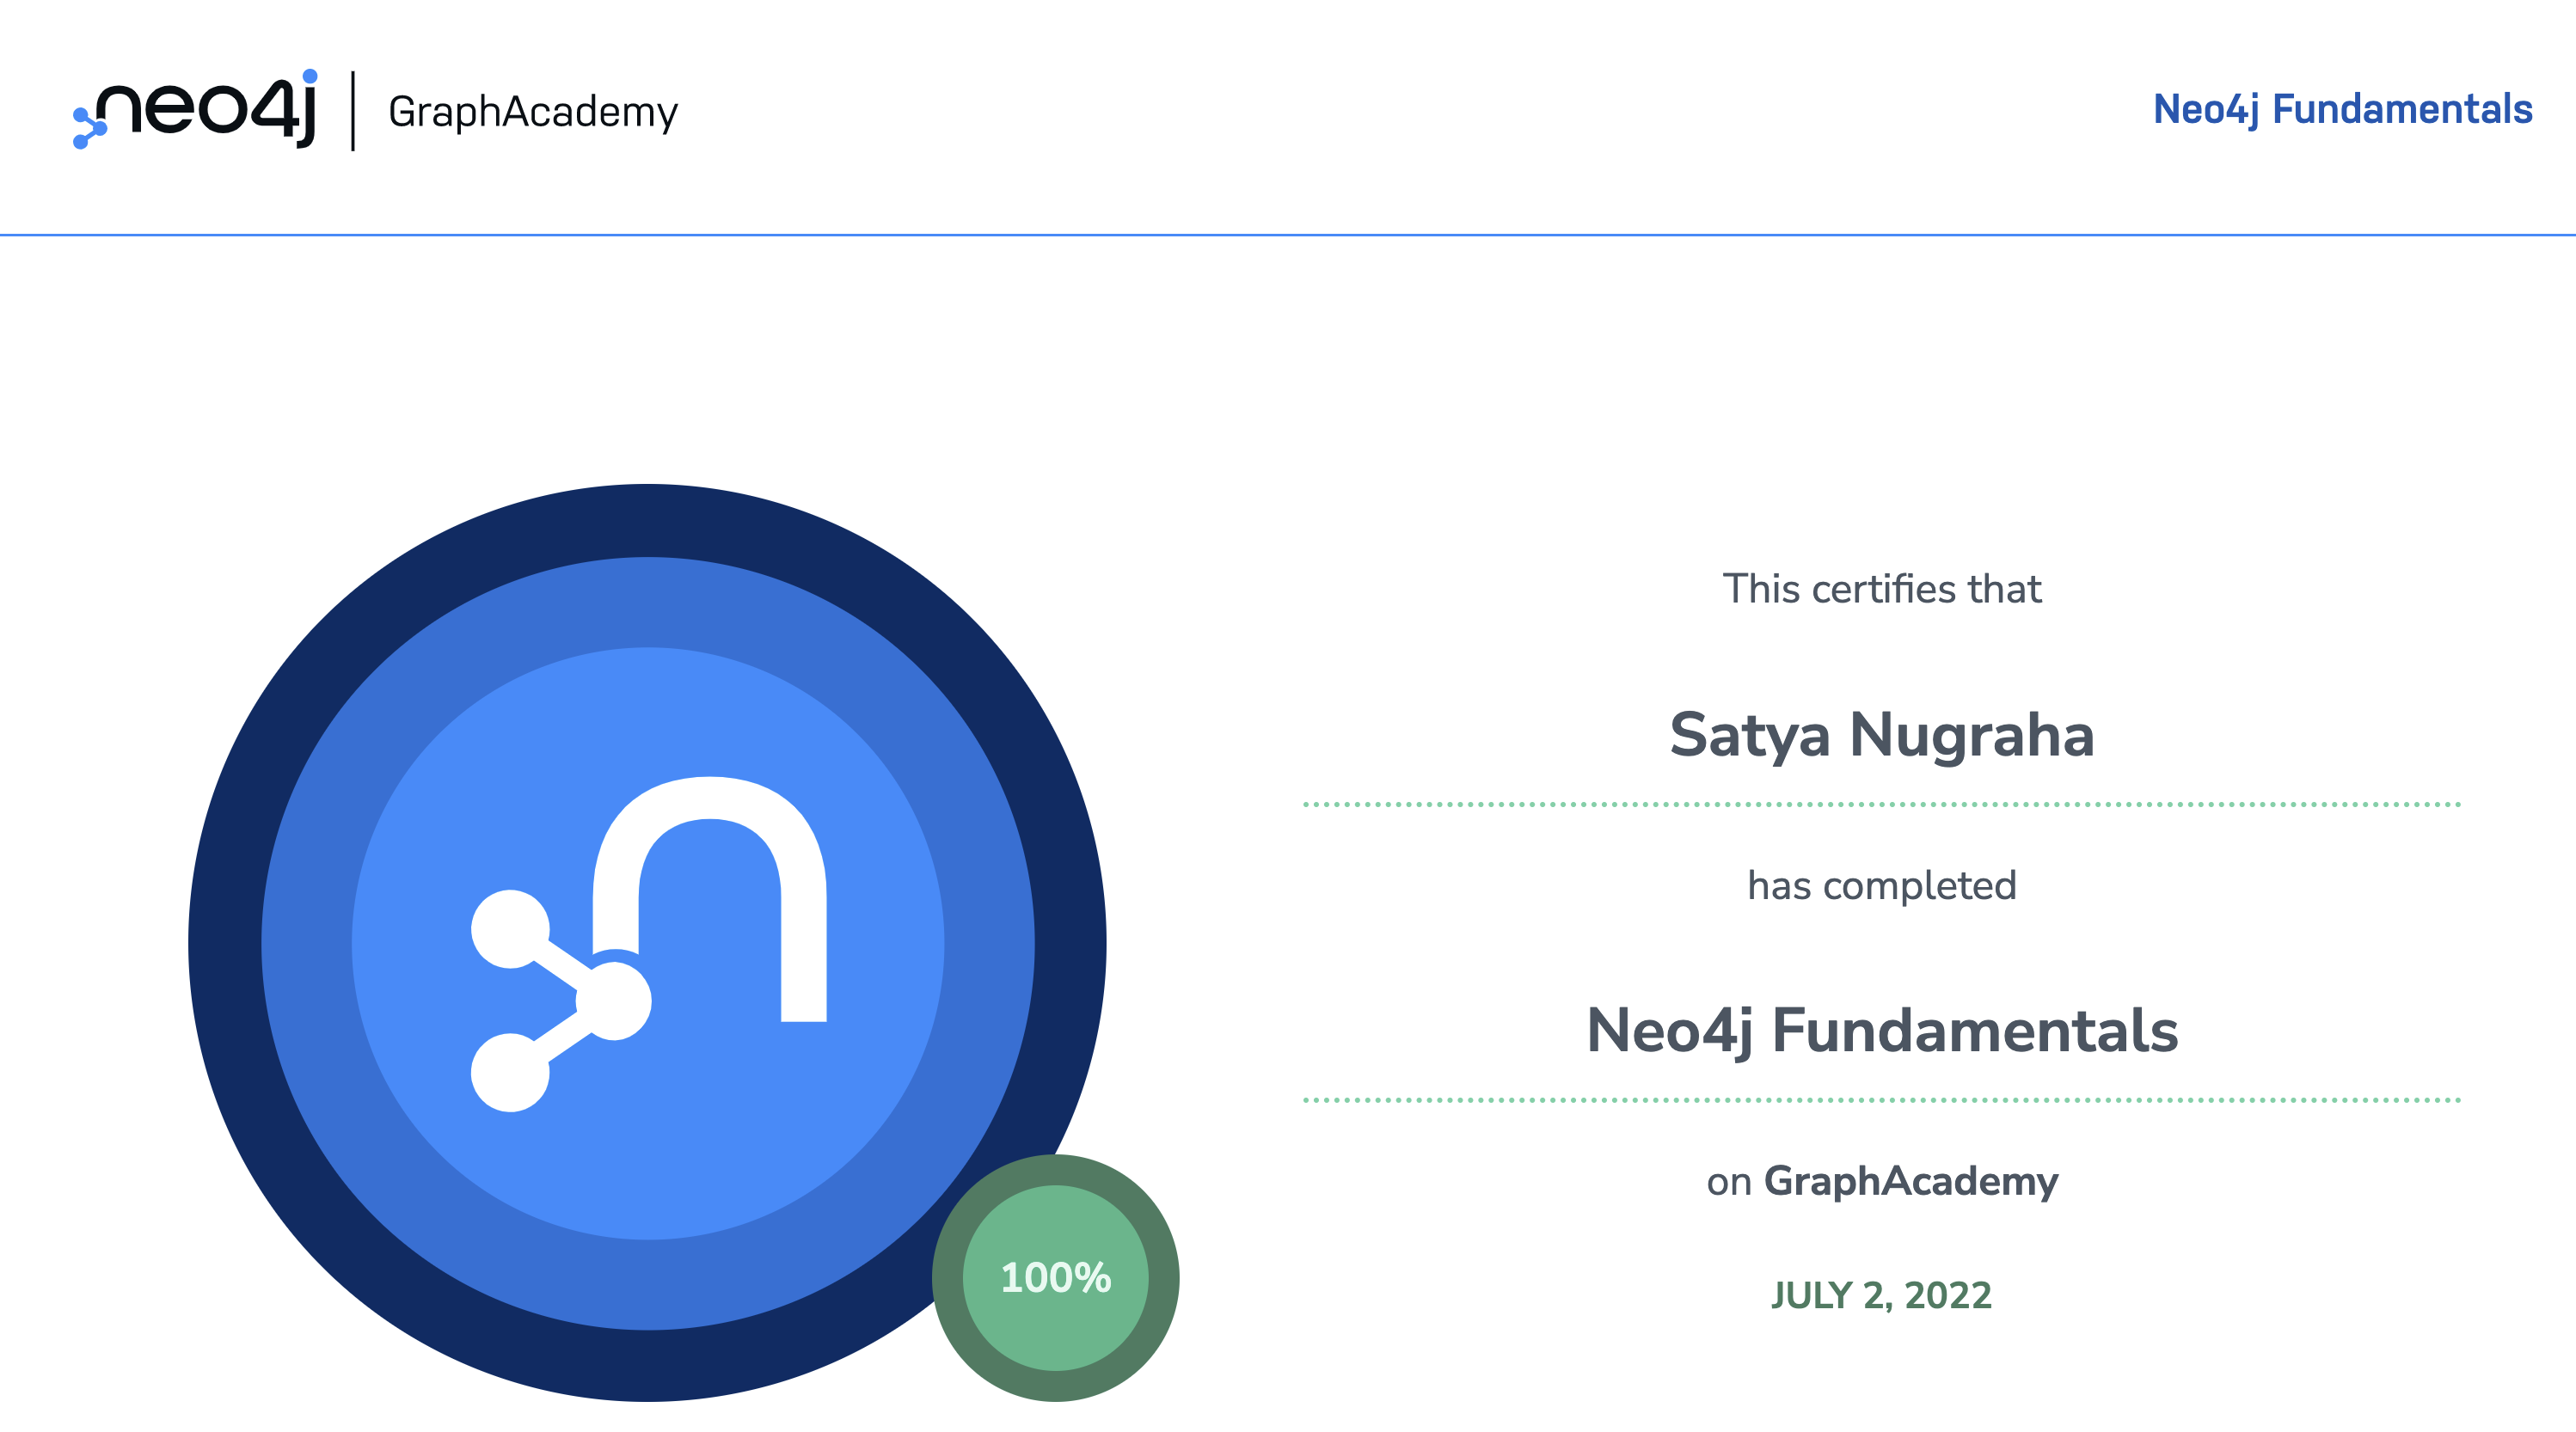 neo4j | GraphAcademy
Neo4j Fundamentals
This certifies that
Satya Nugraha
has completed
Neo4j Fundamentals
on GraphAcademy
JULY 2, 2022
100%